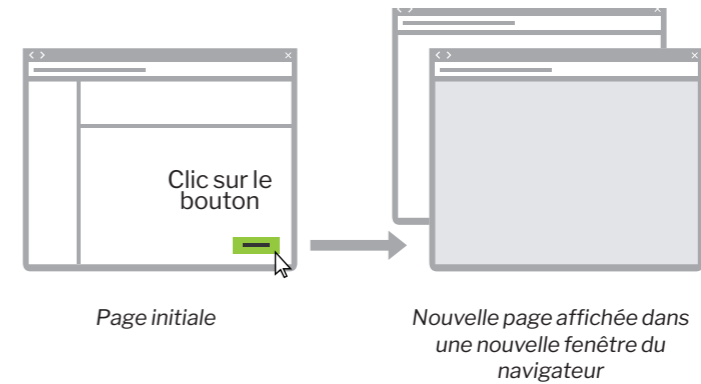 Clic sur le
bouton
Page initiale
Nouvelle page affichée dans
une nouvelle fenêtre du
navigateur